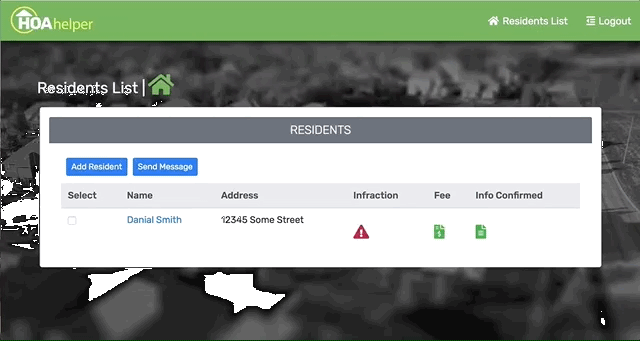 HOAhelper
Residents List
Logout
Residents List |
RESIDENTS
Add Resident
Send Message
Select Name Address Infraction Fee Info Confirmed
Danial Smith 12345 Some Street